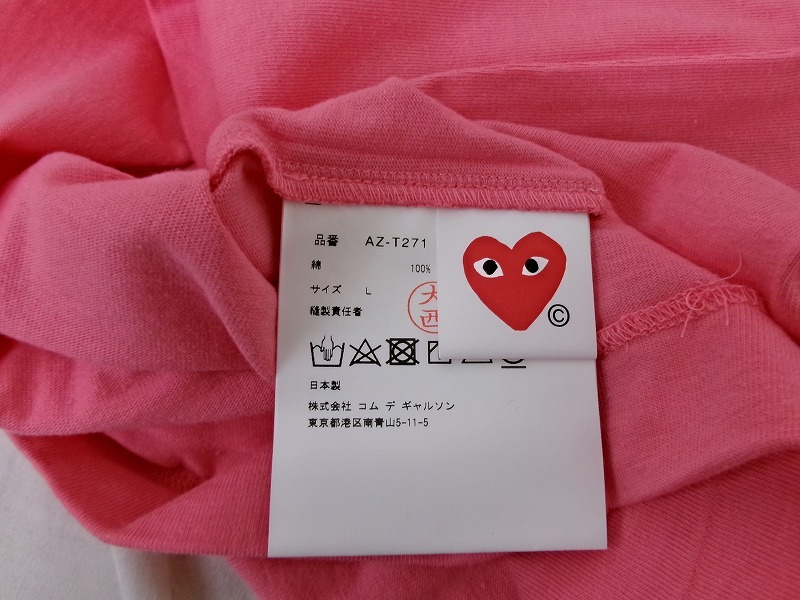 品番 AZ-T271
綿 100%
サイズ L
縫製責任者
©
日本製
株式会社 コム デ ギャルソン
東京都港区南青山5-11-5